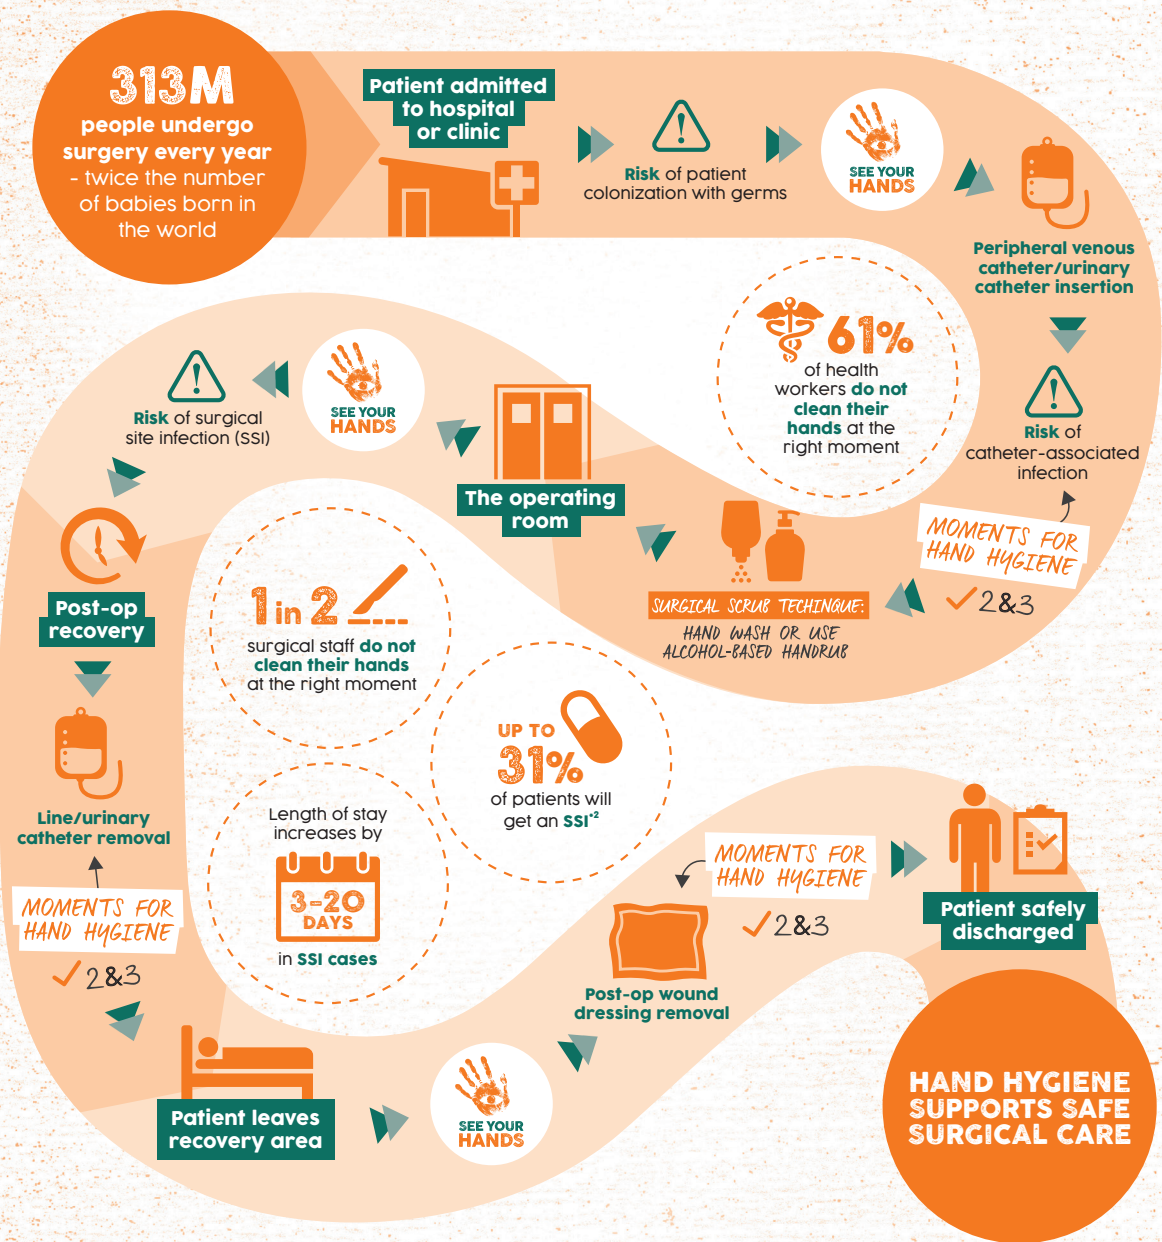 313M
people undergo
surgery every year
- twice the number
of babies born in
the world
Patient admitted
to hospital
or clinic
Risk of patient
colonization with germs
SEE YOUR
HANDS
Peripheral venous
catheter/urinary
catheter insertion
Risk of
catheter-associated
infection
MOMENTS FOR
HAND HYGIENE
2&3
61%
of health
workers do not
clean their
hands at the
right moment
SURGICAL SCRUB TECHINQUE:
HAND WASH OR USE
ALCOHOL-BASED HANDRUB
The operating
room
SEE YOUR
HANDS
Risk of surgical
site infection (SSI)
Post-op
recovery
1 in 2
surgical staff do not
clean their hands
at the right moment
UP TO
31%
of patients will
get an SSI*2
Length of stay
increases by
3-20
DAYS
in SSI cases
Line/urinary
catheter removal
MOMENTS FOR
HAND HYGIENE
2&3
Patient leaves
recovery area
SEE YOUR
HANDS
Post-op wound
dressing removal
MOMENTS FOR
HAND HYGIENE
2&3
Patient safely
discharged
HAND HYGIENE
SUPPORTS SAFE
SURGICAL CARE